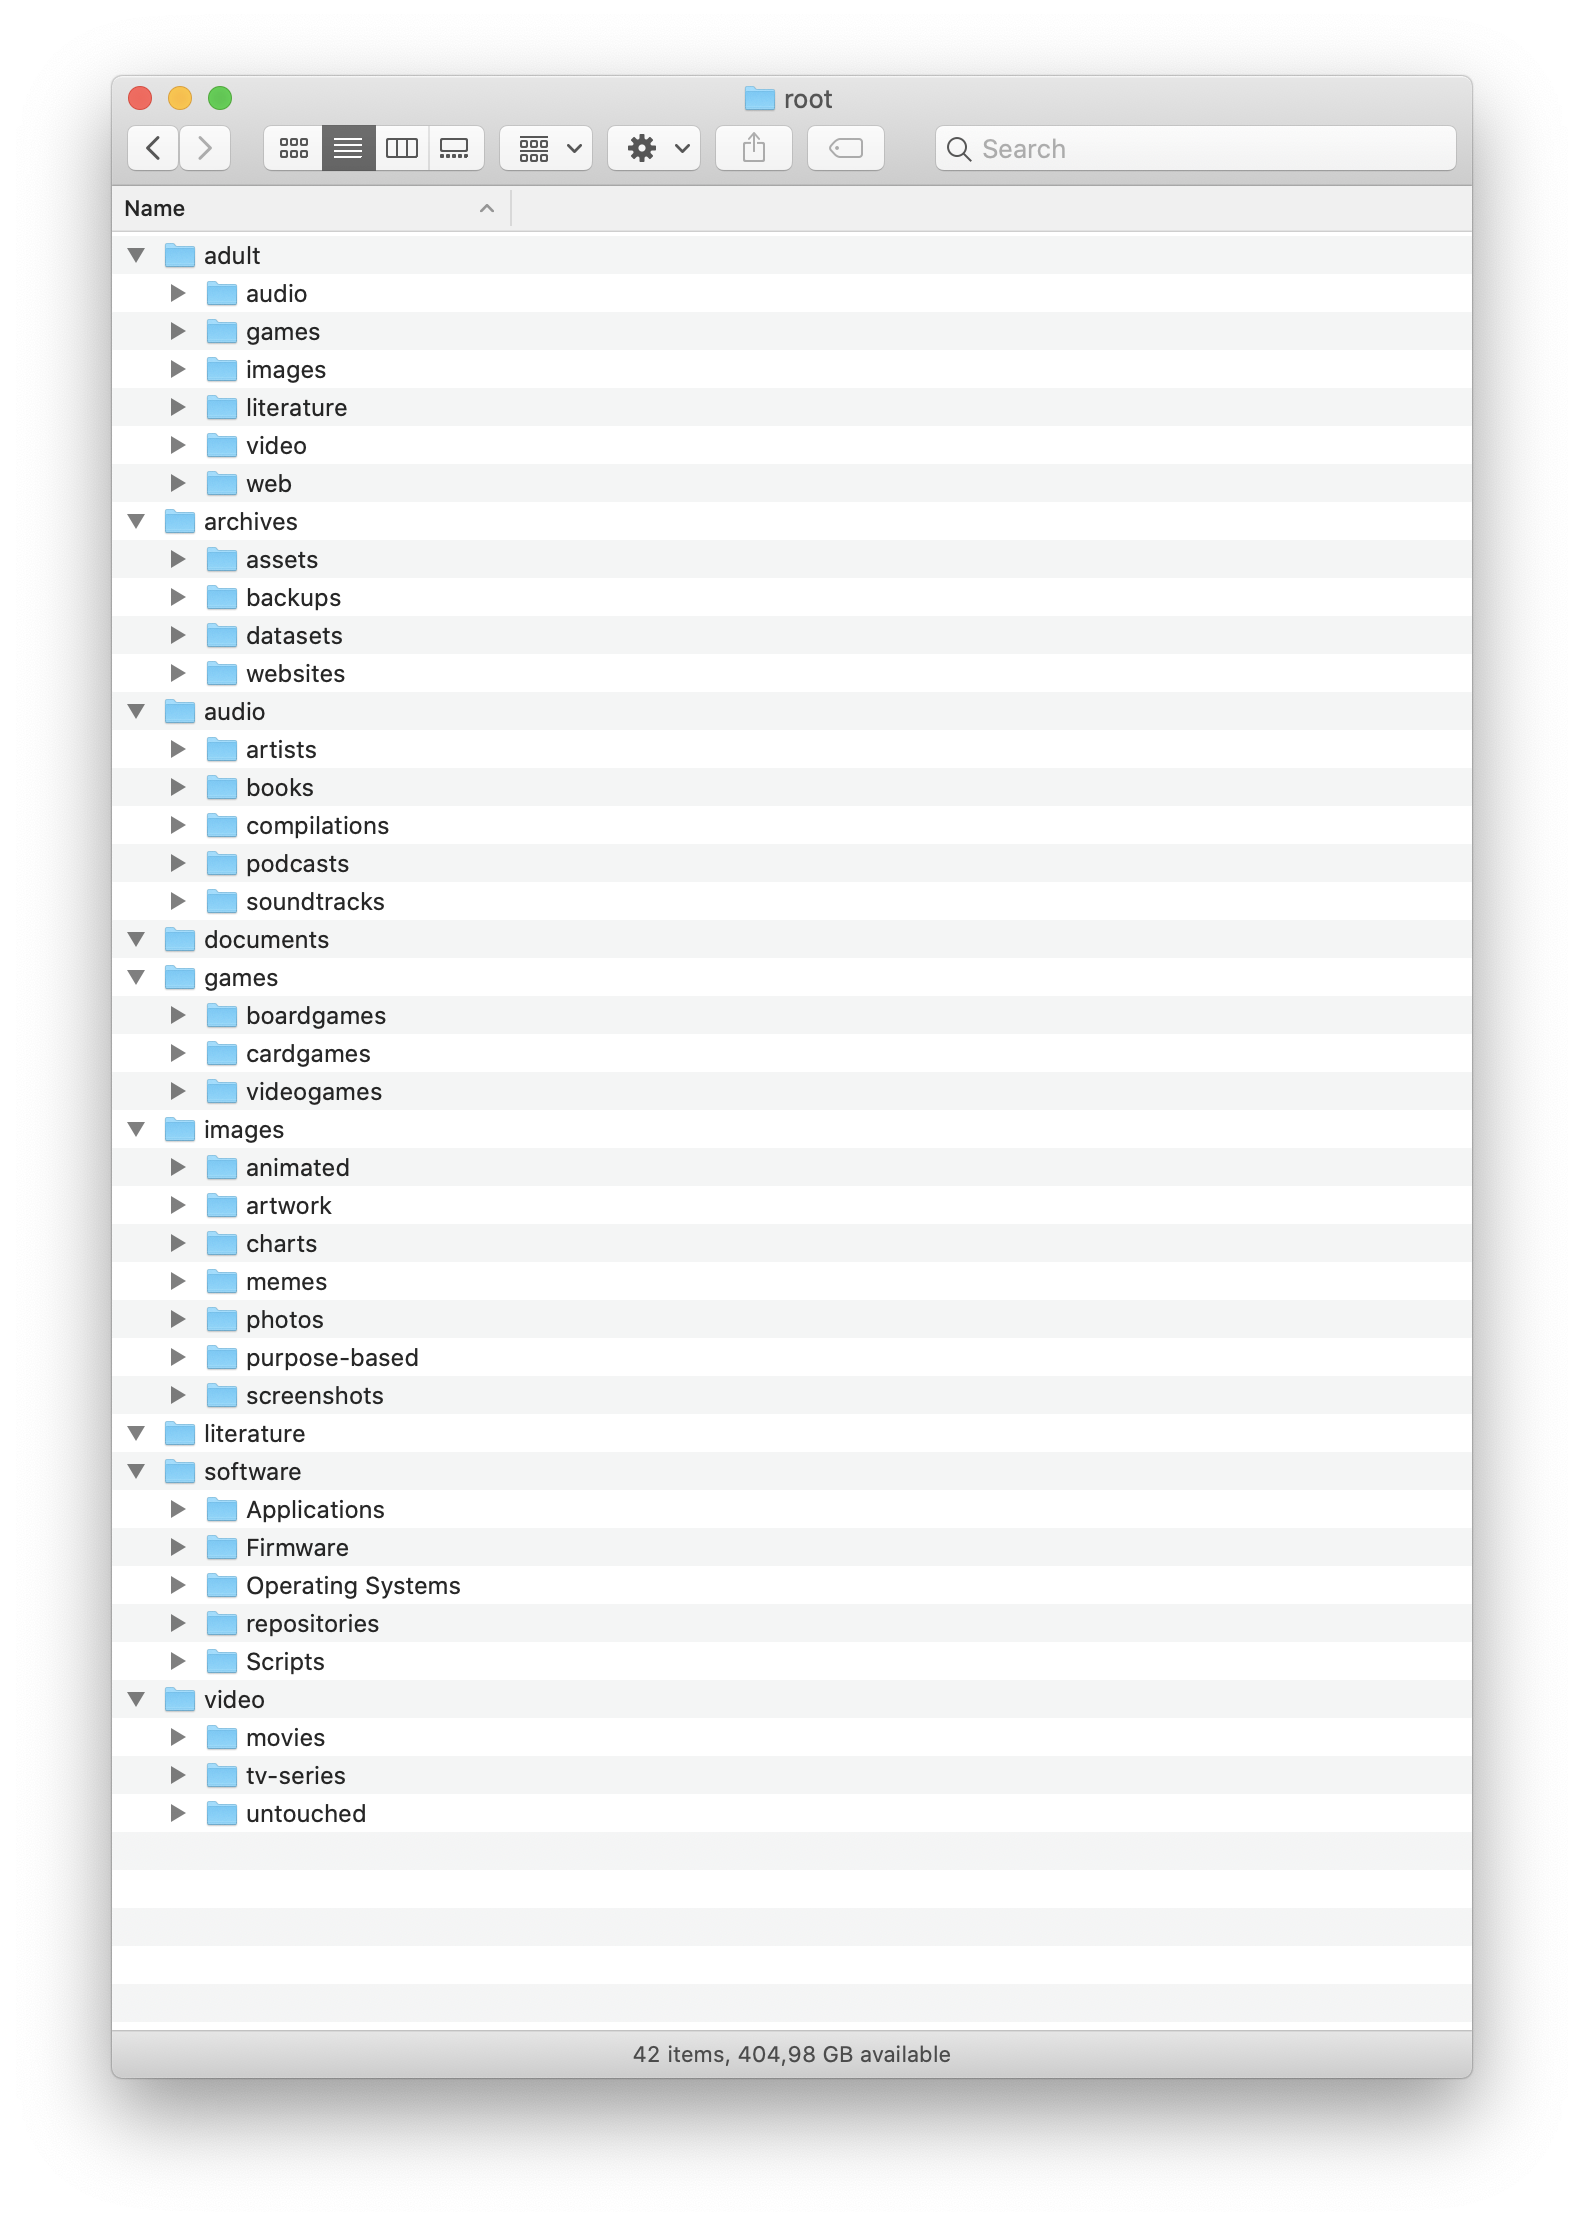 root
Search
Name
adult
audio
games
images
literature
video
web
archives
assets
backups
datasets
websites
audio
artists
books
compilations
podcasts
soundtracks
documents
games
boardgames
cardgames
videogames
images
animated
artwork
charts
memes
photos
purpose-based
screenshots
literature
software
Applications
Firmware
Operating Systems
repositories
Scripts
video
movies
tv-series
untouched
42 items, 404,98 GB available